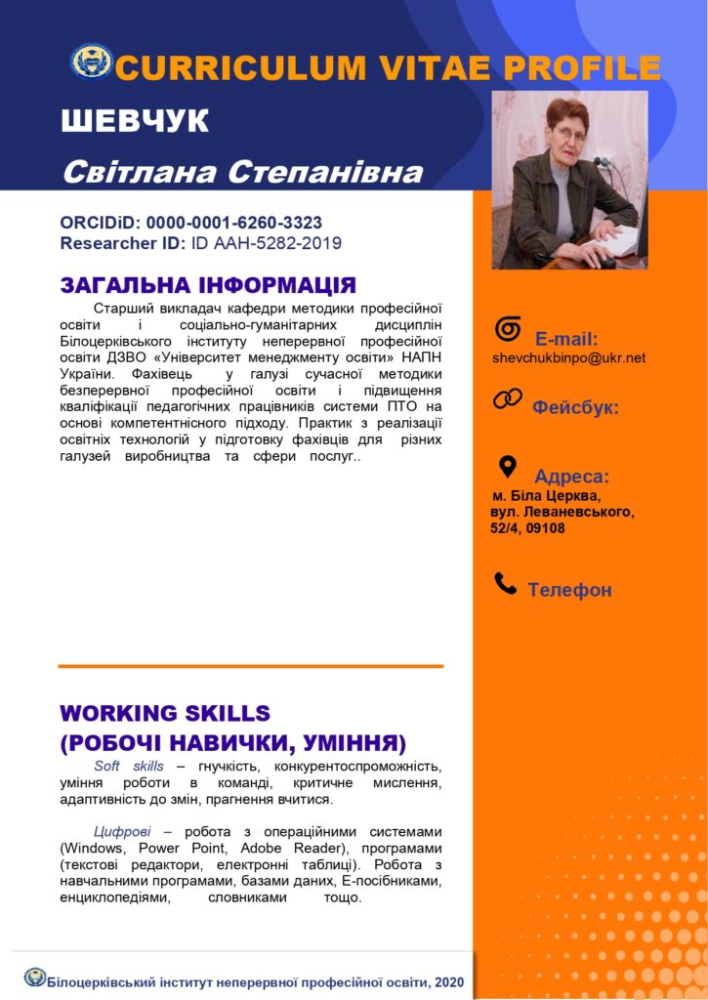 CURRICULUM VITAE PROFILE
ШЕВЧУК
Світлана Степанівна
ORCIDiD: 0000-0001-6260-3323
Researcher ID: ID AAH-5282-2019
ЗАГАЛЬНА ІНФОРМАЦІЯ
Старший викладач кафедри методики професійної
освіти і соціально-гуманітарних дисциплін
Білоцерківського інституту неперервної професійної
освіти ДЗВО «Університет менеджменту освіти» НАПН
України. Фахівець у галузі сучасної методики
безперервної професійної освіти і підвищення
кваліфікації педагогічних працівників системи ПТО на
основі компетентнісного підходу. Практик з реалізації
освітніх технологій у підготовку фахівців для різних
галузей виробництва та сфери послуг..
E-mail:
shevchukbinpo@ukr.net
Фейсбук:
Адреса:
м. Біла Церква,
вул. Леваневського,
52/4, 09108
Телефон
WORKING SKILLS
(РОБОЧІ НАВИЧКИ, УМІННЯ)
Soft skills – гнучкість, конкурентоспроможність,
уміння роботи в команді, критичне мислення,
адаптивність до змін, прагнення вчитися.
Цифрові – робота з операційними системами
(Windows, Power Point, Adobe Reader), програмами
(текстові редактори, електронні таблиці). Робота з
навчальними програмами, базами даних, Е-посібниками,
енциклопедіями, словниками тощо.
Білоцерківський інститут неперервної професійної освіти, 2020